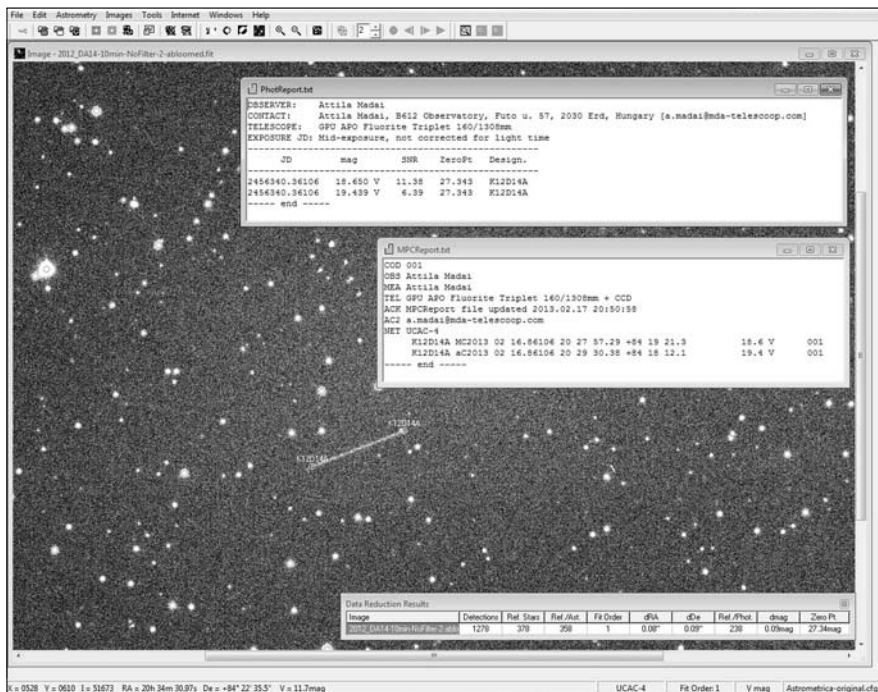 File Edit Astrometry Images Tools Internet Windows Help
2
Image - 2012_DA14-10min-NoFilter-2-abloomed.fit
PhotReport.txt
OBSERVER: Attila Madai
CONTACT: Attila Madai, B612 Observatory, Futo u. 57, 2030 Erd, Hungary [a.madai@mda-telescoop.com]
TELESCOPE: GPU APO Fluorite Triplet 160/1308mm
EXPOSURE JD: Mid-exposure, not corrected for light time
--------------------------------------------------
JD mag SNR ZeroPt Design.
--------------------------------------------------
2456340.36106 18.650 V 11.38 27.343 K12D14A
2456340.36106 19.439 V 6.39 27.343 K12D14A
----- end -----
MPCReport.txt
COD 001
OBS Attila Madai
MEA Attila Madai
TEL GPU APO Fluorite Triplet 160/1308mm + CCD
ACK MPCReport file updated 2013.02.17 20:50:58
AC2 a.madai@mda-telescoop.com
NET UCAC-4
K12D14A MC2013 02 16.86106 20 27 57.29 +84 19 21.3 18.6 V 001
K12D14A aC2013 02 16.86106 20 29 30.38 +84 18 12.1 19.4 V 001
----- end -----
K12D14A
K12D14A
Data Reduction Results
Image Detections Ref. Stars Ref./Ast. Fit Order dRA dDe Ref./Phot. dmag Zero Pt.
2012_DA14-10min-NoFilter-2-abloo 1278 378 358 1 0.08" 0.09" 238 0.09mag 27.34mag
X = 0528 Y = 0610 I = 51673 RA = 20h 34m 30.97s De = +84° 22' 35.5" V = 11.7mag UCAC-4 Fit Order: 1 V mag Astrometrica-original.cfg